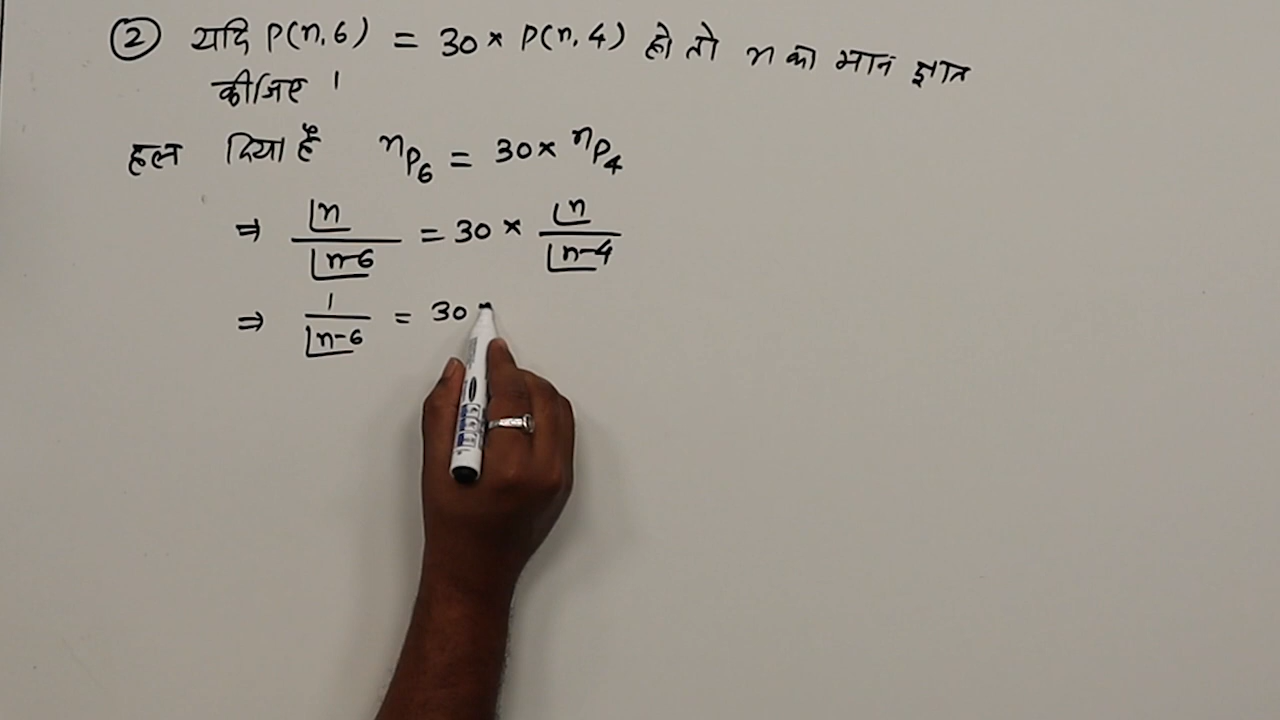 ② यदि P(n,6) = 30 × P(n,4) हो तो n का मान ज्ञात
कीजिए ।
हल दिया है ⁿP₆ = 30 × ⁿP₄
⇒ |n / |n-6 = 30 × |n / |n-4
⇒ 1 / |n-6 = 30 ×